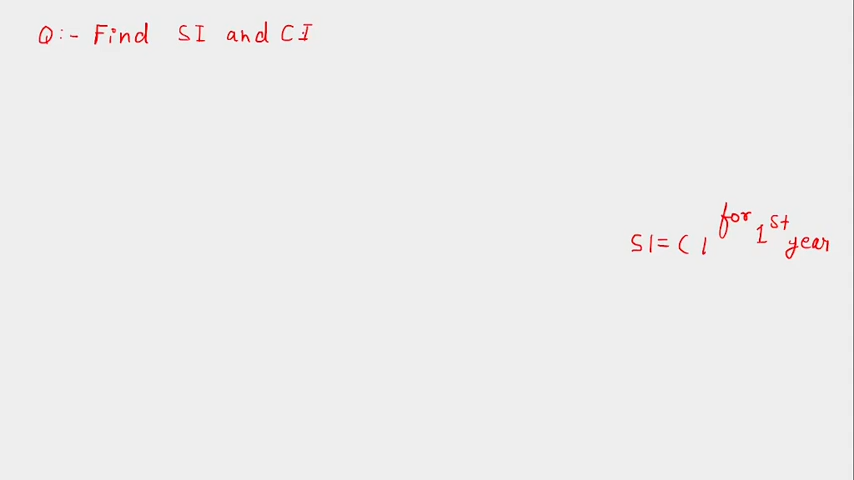 Q:- Find SI and CI
SI = CI for 1st year